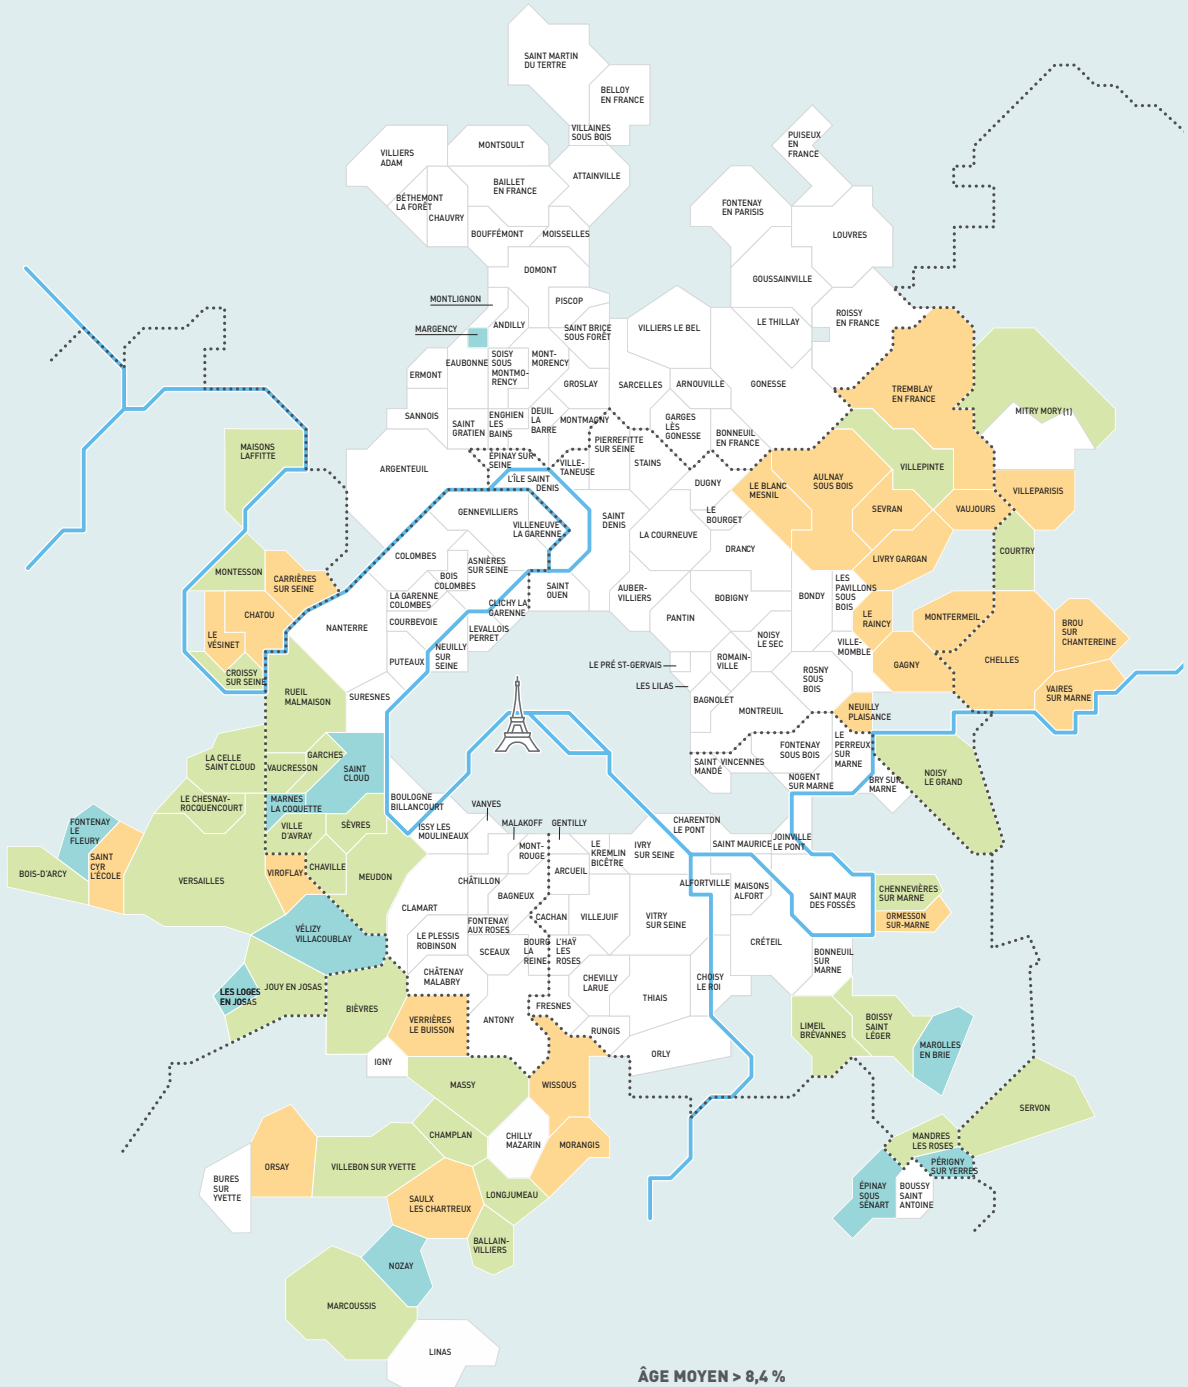 SAINT MARTIN
DU TERTRE
BELLOY
EN FRANCE
VILLAINES
SOUS BOIS
PUISEUX
EN
FRANCE
VILLIERS
ADAM
MONTSOULT
ATTAINVILLE
BAILLET
EN FRANCE
BÉTHEMONT
LA FORÊT
CHAUVRY
FONTENAY
EN PARISIS
BOUFFÉMONT
MOISSELLES
LOUVRES
DOMONT
GOUSSAINVILLE
MONTLIGNON
PISCOP
MARGENCY
ANDILLY
SAINT BRICE
SOUS FORÊT
VILLIERS LE BEL
LE THILLAY
ROISSY
EN FRANCE
EAUBONNE
SOISY
SOUS
MONTMO-
RENCY
MONT-
MORENCY
ERMONT
GROSLAY
SARCELLES
ARNOUVILLE
GONESSE
TREMBLAY
EN FRANCE
MITRY MORY (1)
SANNOIS
SAINT
GRATIEN
ENGHIEN
LES
BAINS
DEUIL
LA
BARRE
MONTMAGNY
GARGES
LÈS
GONESSE
BONNEUIL
EN FRANCE
PIERREFITTE
SUR SEINE
MAISONS
LAFFITTE
ARGENTEUIL
ÉPINAY SUR
SEINE
VILLE-
TANEUSE
STAINS
VILLEPINTE
L'ÎLE SAINT
DENIS
DUGNY
LE BLANC
MESNIL
AULNAY
SOUS BOIS
VILLEPARISIS
GENNEVILLIERS
VILLENEUVE
LA GARENNE
SAINT
DENIS
LE
BOURGET
SEVRAN
VAUJOURS
LA COURNEUVE
COLOMBES
ASNIÈRES
SUR SEINE
DRANCY
LIVRY GARGAN
COURTRY
MONTESSON
CARRIÈRES
SUR SEINE
BOIS
COLOMBES
SAINT
OUEN
AUBER-
VILLIERS
BOBIGNY
BONDY
LES
PAVILLONS
SOUS
BOIS
LA GARENNE
COLOMBES
CLICHY LA
GARENNE
CHATOU
COURBEVOIE
LEVALLOIS
PERRET
PANTIN
LE
RAINCY
MONTFERMEIL
BROU
SUR
CHANTEREINE
NANTERRE
LE
VÉSINET
NOISY
LE SEC
VILLE-
MOMBLE
PUTEAUX
NEUILLY
SUR
SEINE
LE PRÉ ST-GERVAIS
ROMAIN-
VILLE
GAGNY
CHELLES
CROISSY
SUR SEINE
ROSNY
SOUS
BOIS
LES LILAS
RUEIL
MALMAISON
SURESNES
BAGNOLET
VAIRES
SUR MARNE
MONTREUIL
NEUILLY
PLAISANCE
LE
PERREUX
SUR
MARNE
FONTENAY
SOUS BOIS
LA CELLE
SAINT CLOUD
GARCHES
VAUCRESSON
SAINT
CLOUD
SAINT
MANDÉ
VINCENNES
NOGENT
SUR MARNE
BRY SUR
MARNE
NOISY
LE GRAND
LE CHESNAY-
ROCQUENCOURT
MARNES
LA COQUETTE
BOULOGNE
BILLANCOURT
VANVES
FONTENAY
LE
FLEURY
VILLE
D'AVRAY
SÈVRES
ISSY LES
MOULINEAUX
MALAKOFF
GENTILLY
CHARENTON
LE PONT
SAINT MAURICE
JOINVILLE
LE PONT
MONT-
ROUGE
LE
KREMLIN
BICÊTRE
IVRY
SUR SEINE
SAINT
CYR
L'ÉCOLE
BOIS-D'ARCY
VERSAILLES
VIROFLAY
CHAVILLE
MEUDON
CHÂTILLON
ARCUEIL
ALFORTVILLE
MAISONS
ALFORT
SAINT MAUR
DES FOSSÉS
CHENNEVIÈRES
SUR MARNE
BAGNEUX
CLAMART
FONTENAY
AUX ROSES
CACHAN
VILLEJUIF
VITRY
SUR SEINE
ORMESSON
SUR-MARNE
VÉLIZY
VILLACOUBLAY
LE PLESSIS
ROBINSON
SCEAUX
BOURG
LA
REINE
L'HAŸ
LES
ROSES
CRÉTEIL
BONNEUIL
SUR
MARNE
CHÂTENAY
MALABRY
CHEVILLY
LARUE
CHOISY
LE ROI
LES LOGES
EN JOSAS
JOUY EN JOSAS
BIÈVRES
THIAIS
FRESNES
VERRIÈRES
LE BUISSON
ANTONY
RUNGIS
LIMEIL
BRÉVANNES
BOISSY
SAINT
LÉGER
MAROLLES
EN BRIE
IGNY
ORLY
MASSY
WISSOUS
SERVON
CHAMPLAN
CHILLY
MAZARIN
MORANGIS
MANDRES
LES ROSES
ORSAY
VILLEBON SUR YVETTE
PÉRIGNY
SUR YERRES
BURES
SUR
YVETTE
SAULX
LES CHARTREUX
LONGJUMEAU
ÉPINAY
SOUS
SÉNART
BOUSSY
SAINT
ANTOINE
BALLAIN-
VILLIERS
NOZAY
MARCOUSSIS
LINAS
ÂGE MOYEN > 8,4 %